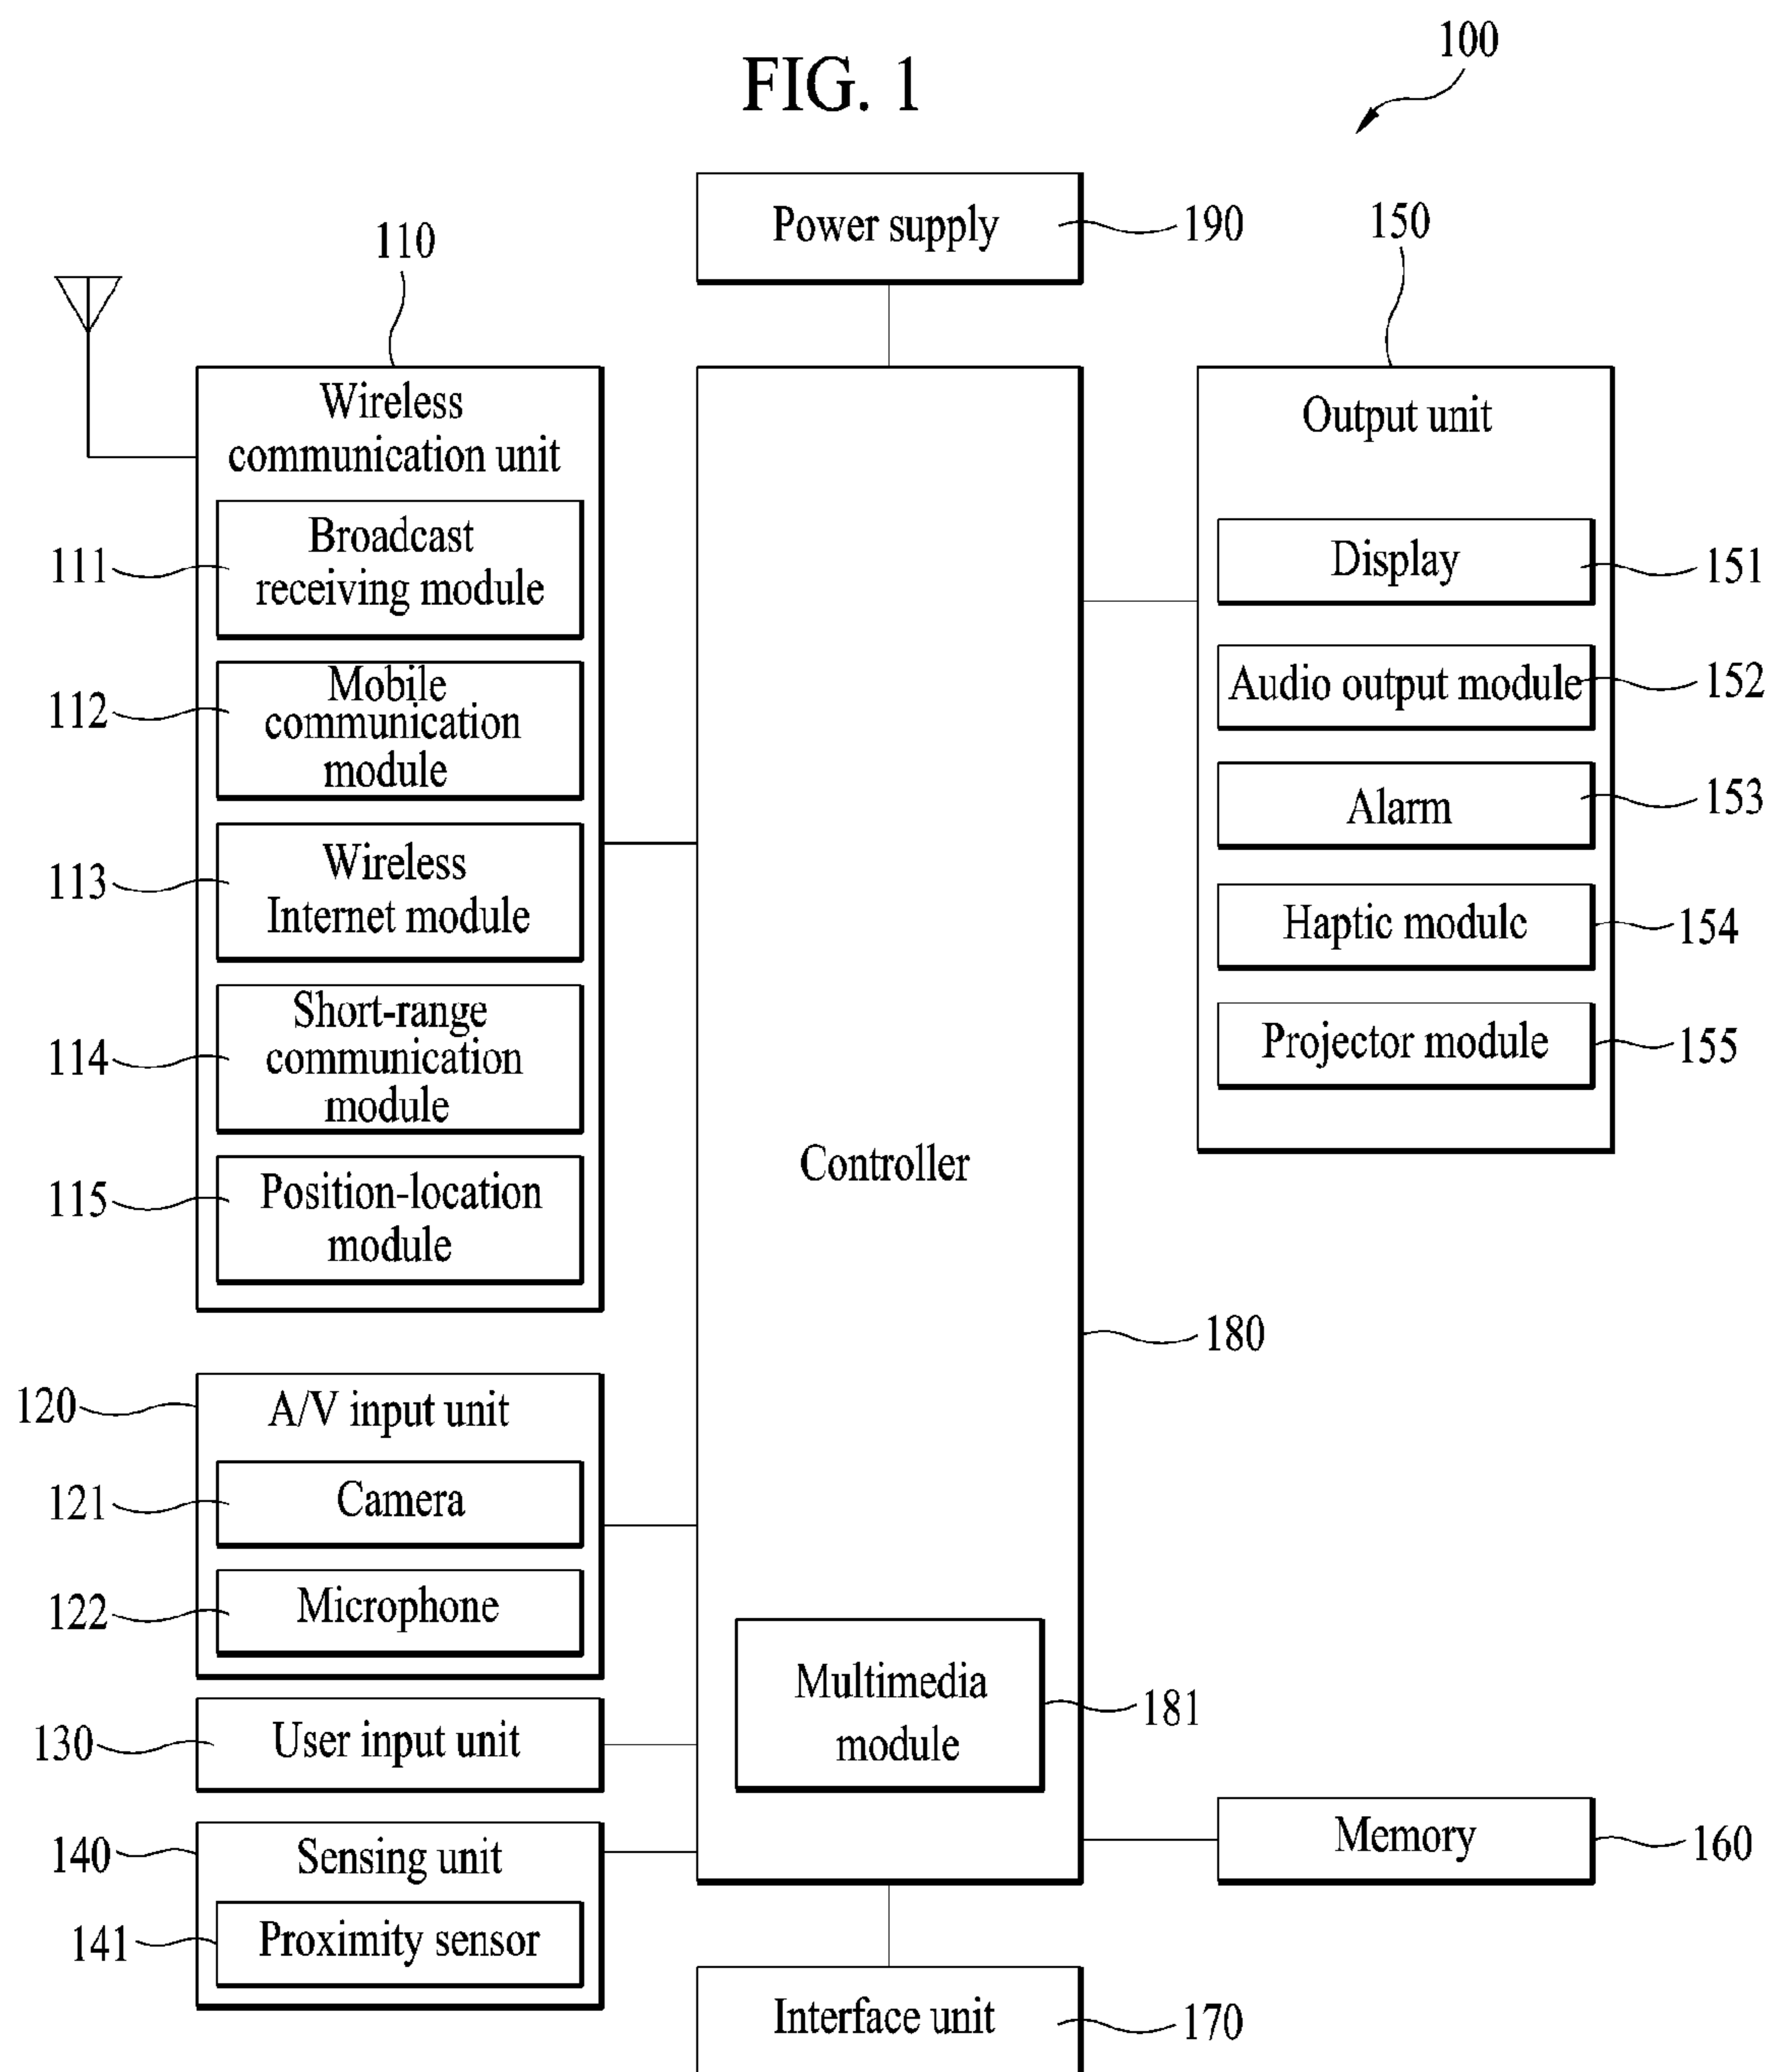 FIG. 1
100
Power supply
190
110
150
Wireless
communication unit
Broadcast
receiving module
111
Mobile
communication
module
112
Wireless
Internet module
113
Short-range
communication
module
114
Position-location
module
115
Output unit
Display
151
Audio output module
152
Alarm
153
Haptic module
154
Projector module
155
Controller
180
120
A/V input unit
121
Camera
122
Microphone
130
User input unit
Multimedia
module
181
140
Sensing unit
141
Proximity sensor
Memory
160
Interface unit
170